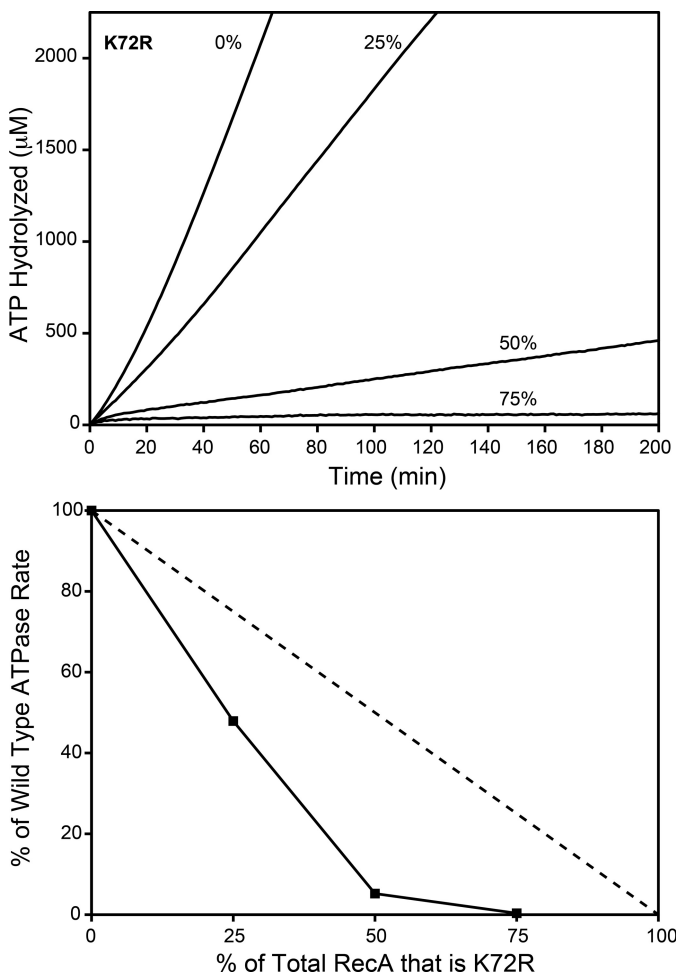 K72R
0%
25%
50%
75%
2250
2000
1500
1000
500
0
ATP Hydrolyzed (μM)
0 20 40 60 80 100 120 140 160 180 200
Time (min)
100
80
60
40
20
0
% of Wild Type ATPase Rate
0 25 50 75 100
% of Total RecA that is K72R